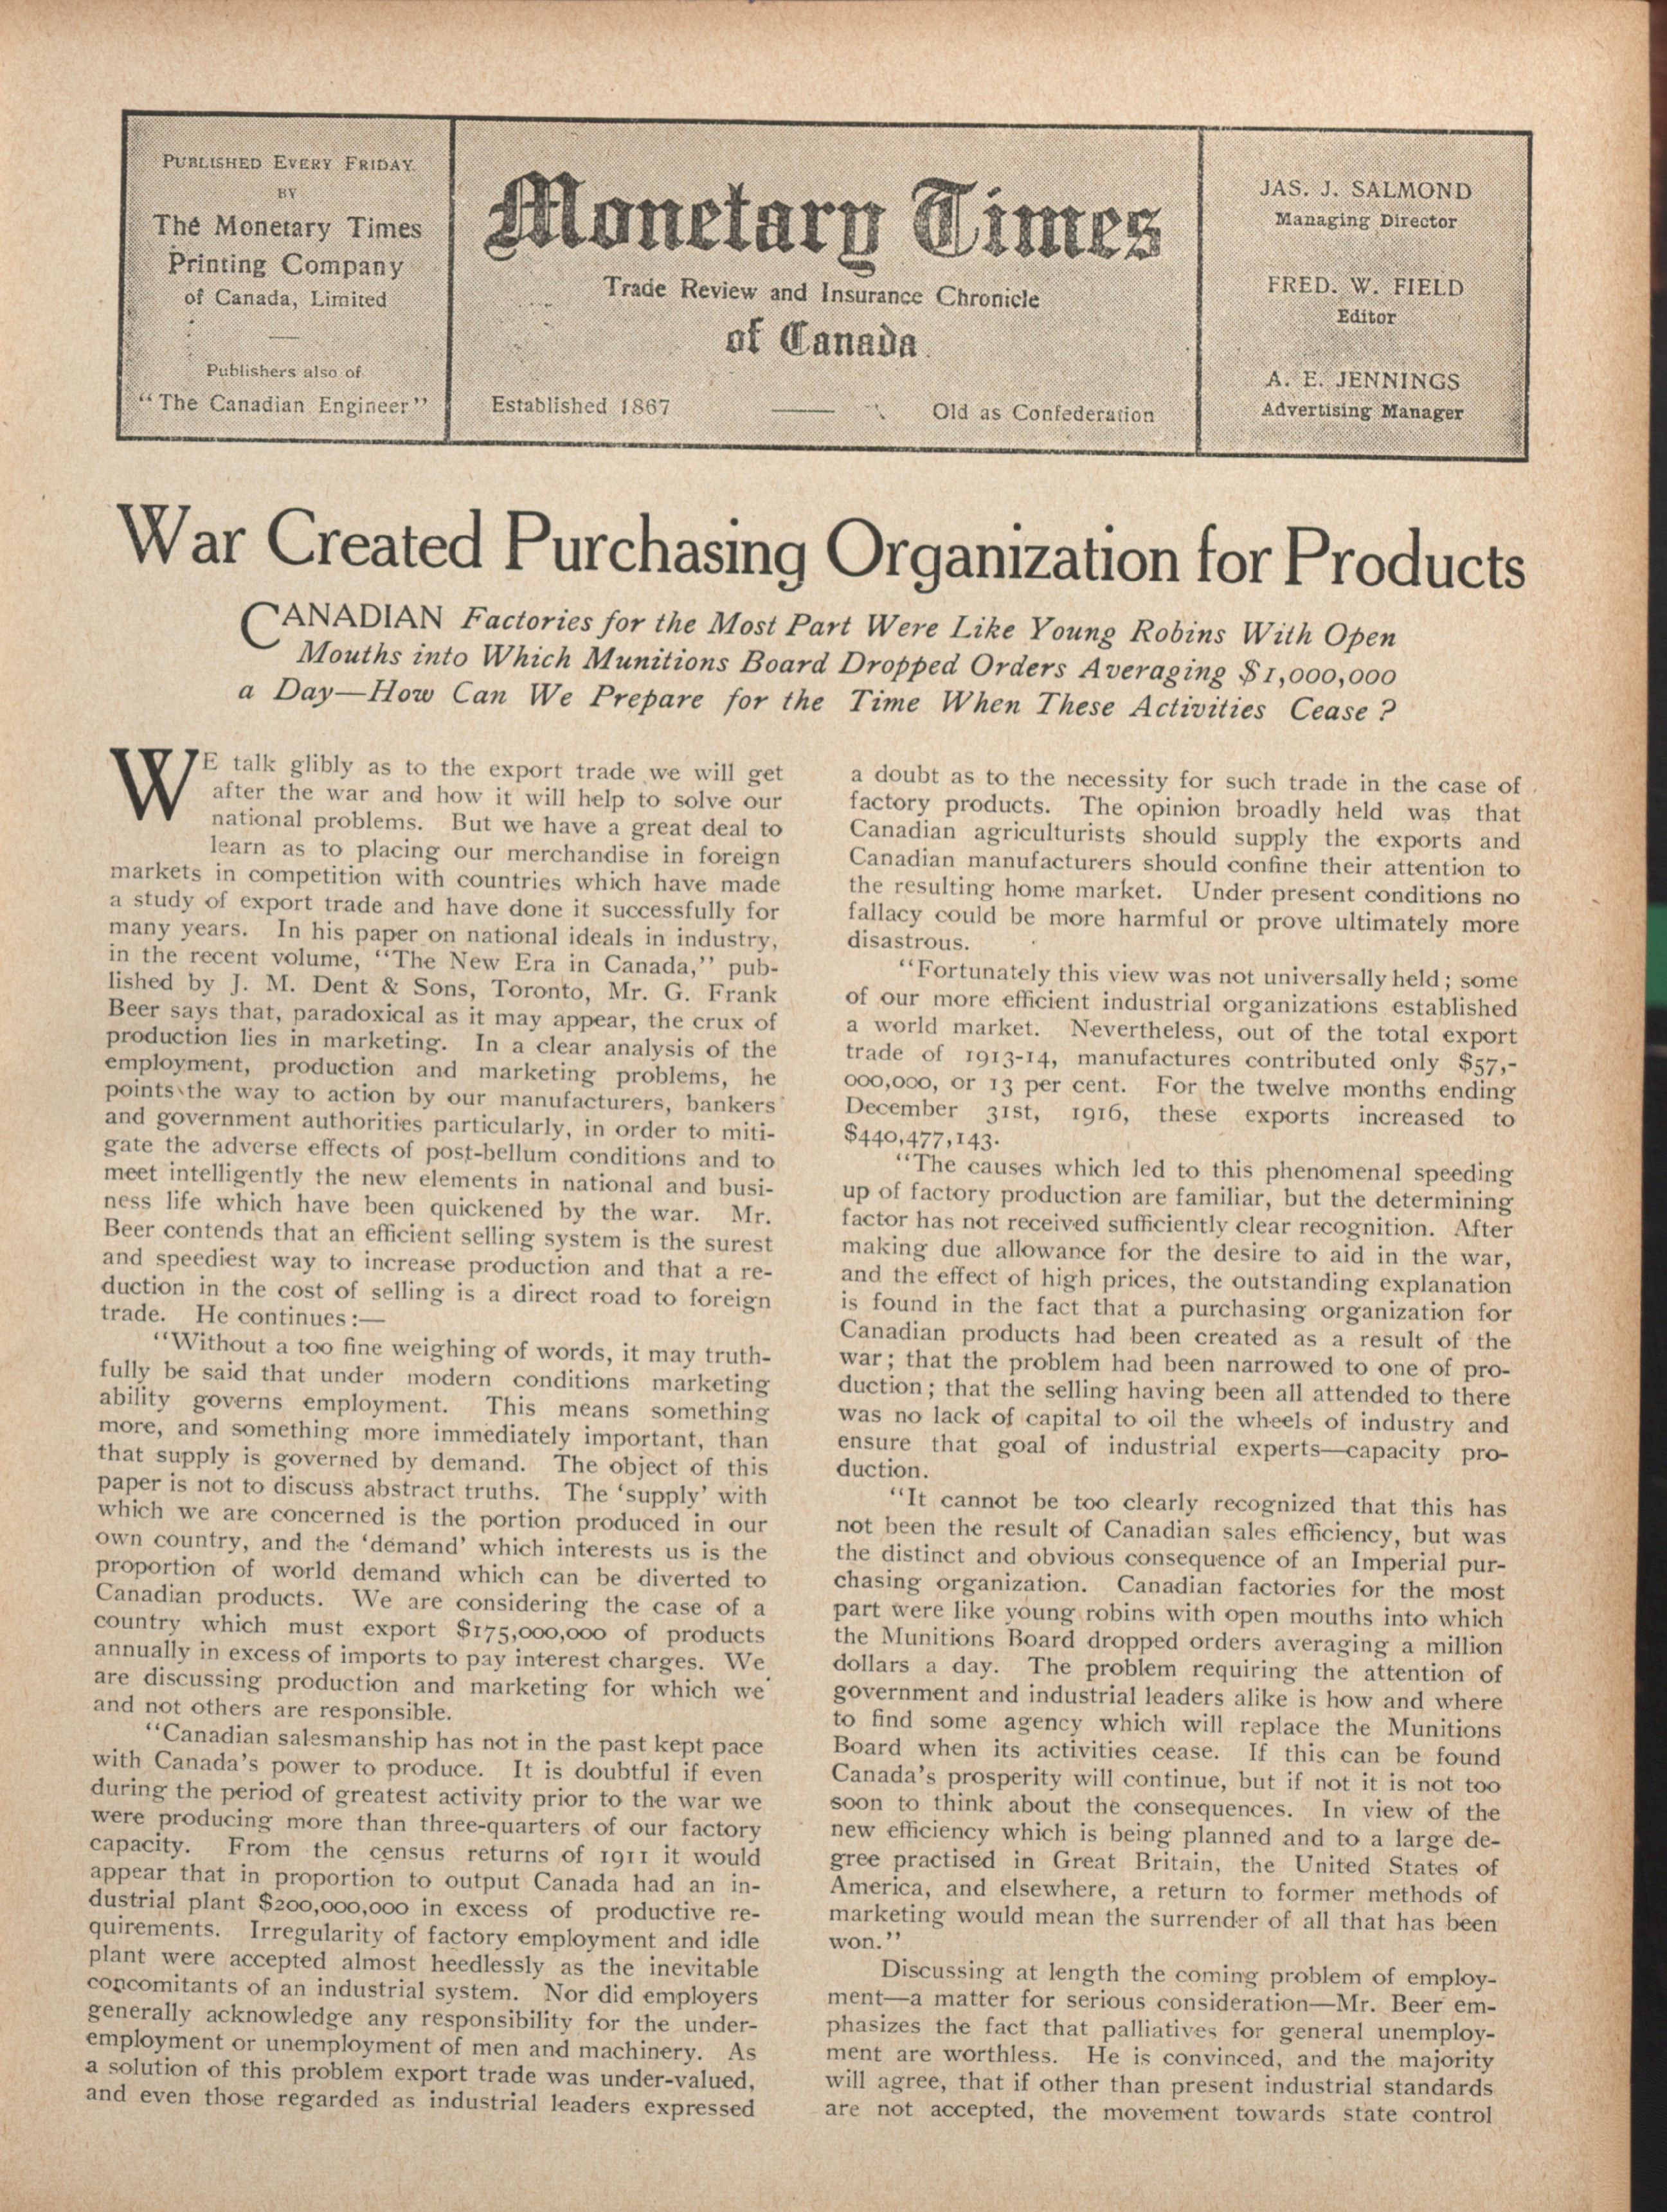 PUBLISHED EVERY FRIDAY
BY
The Monetary Times
Printing Company
of Canada, Limited
Publishers also of
"The Canadian Engineer"
Monetary Times
Trade Review and Insurance Chronicle
of Canada
Established 1867
Old as Confederation
JAS. J. SALMOND
Managing Director
FRED. W. FIELD
Editor
A. E. JENNINGS
Advertising Manager
War Created Purchasing Organization for Products
CANADIAN Factories for the Most Part Were Like Young Robins With Open
Mouths into Which Munitions Board Dropped Orders Averaging $1,000,000
a Day—How Can We Prepare for the Time When These Activities Cease?
WE talk glibly as to the export trade we will get
after the war and how it will help to solve our
national problems. But we have a great deal to
learn as to placing our merchandise in foreign
markets in competition with countries which have made
a study of export trade and have done it successfully for
many years. In his paper on national ideals in industry,
in the recent volume, "The New Era in Canada," pub-
lished by J. M. Dent & Sons, Toronto, Mr. G. Frank
Beer says that, paradoxical as it may appear, the crux of
production lies in marketing. In a clear analysis of the
employment, production and marketing problems, he
points the way to action by our manufacturers, bankers
and government authorities particularly, in order to miti-
gate the adverse effects of post-bellum conditions and to
meet intelligently the new elements in national and busi-
ness life which have been quickened by the war. Mr.
Beer contends that an efficient selling system is the surest
and speediest way to increase production and that a re-
duction in the cost of selling is a direct road to foreign
trade. He continues:—
"Without a too fine weighing of words, it may truth-
fully be said that under modern conditions marketing
ability governs employment. This means something
more, and something more immediately important, than
that supply is governed by demand. The object of this
paper is not to discuss abstract truths. The 'supply' with
which we are concerned is the portion produced in our
own country, and the 'demand' which interests us is the
proportion of world demand which can be diverted to
Canadian products. We are considering the case of a
country which must export $175,000,000 of products
annually in excess of imports to pay interest charges. We
are discussing production and marketing for which we
and not others are responsible.
"Canadian salesmanship has not in the past kept pace
with Canada's power to produce. It is doubtful if even
during the period of greatest activity prior to the war we
were producing more than three-quarters of our factory
capacity. From the census returns of 1911 it would
appear that in proportion to output Canada had an in-
dustrial plant $200,000,000 in excess of productive re-
quirements. Irregularity of factory employment and idle
plant were accepted almost heedlessly as the inevitable
concomitants of an industrial system. Nor did employers
generally acknowledge any responsibility for the under-
employment or unemployment of men and machinery. As
a solution of this problem export trade was under-valued,
and even those regarded as industrial leaders expressed
a doubt as to the necessity for such trade in the case of
factory products. The opinion broadly held was that
Canadian agriculturists should supply the exports and
Canadian manufacturers should confine their attention to
the resulting home market. Under present conditions no
fallacy could be more harmful or prove ultimately more
disastrous.
"Fortunately this view was not universally held; some
of our more efficient industrial organizations established
a world market. Nevertheless, out of the total export
trade of 1913-14, manufactures contributed only $57,-
000,000, or 13 per cent. For the twelve months ending
December 31st, 1916, these exports increased to
$440,477,143.
"The causes which led to this phenomenal speeding
up of factory production are familiar, but the determining
factor has not received sufficiently clear recognition. After
making due allowance for the desire to aid in the war,
and the effect of high prices, the outstanding explanation
is found in the fact that a purchasing organization for
Canadian products had been created as a result of the
war; that the problem had been narrowed to one of pro-
duction; that the selling having been all attended to there
was no lack of capital to oil the wheels of industry and
ensure that goal of industrial experts—capacity pro-
duction.
"It cannot be too clearly recognized that this has
not been the result of Canadian sales efficiency, but was
the distinct and obvious consequence of an Imperial pur-
chasing organization. Canadian factories for the most
part were like young robins with open mouths into which
the Munitions Board dropped orders averaging a million
dollars a day. The problem requiring the attention of
government and industrial leaders alike is how and where
to find some agency which will replace the Munitions
Board when its activities cease. If this can be found
Canada's prosperity will continue, but if not it is not too
soon to think about the consequences. In view of the
new efficiency which is being planned and to a large de-
gree practised in Great Britain, the United States of
America, and elsewhere, a return to former methods of
marketing would mean the surrender of all that has been
won."
Discussing at length the coming problem of employ-
ment—a matter for serious consideration—Mr. Beer em-
phasizes the fact that palliatives for general unemploy-
ment are worthless. He is convinced, and the majority
will agree, that if other than present industrial standards
are not accepted, the movement towards state control